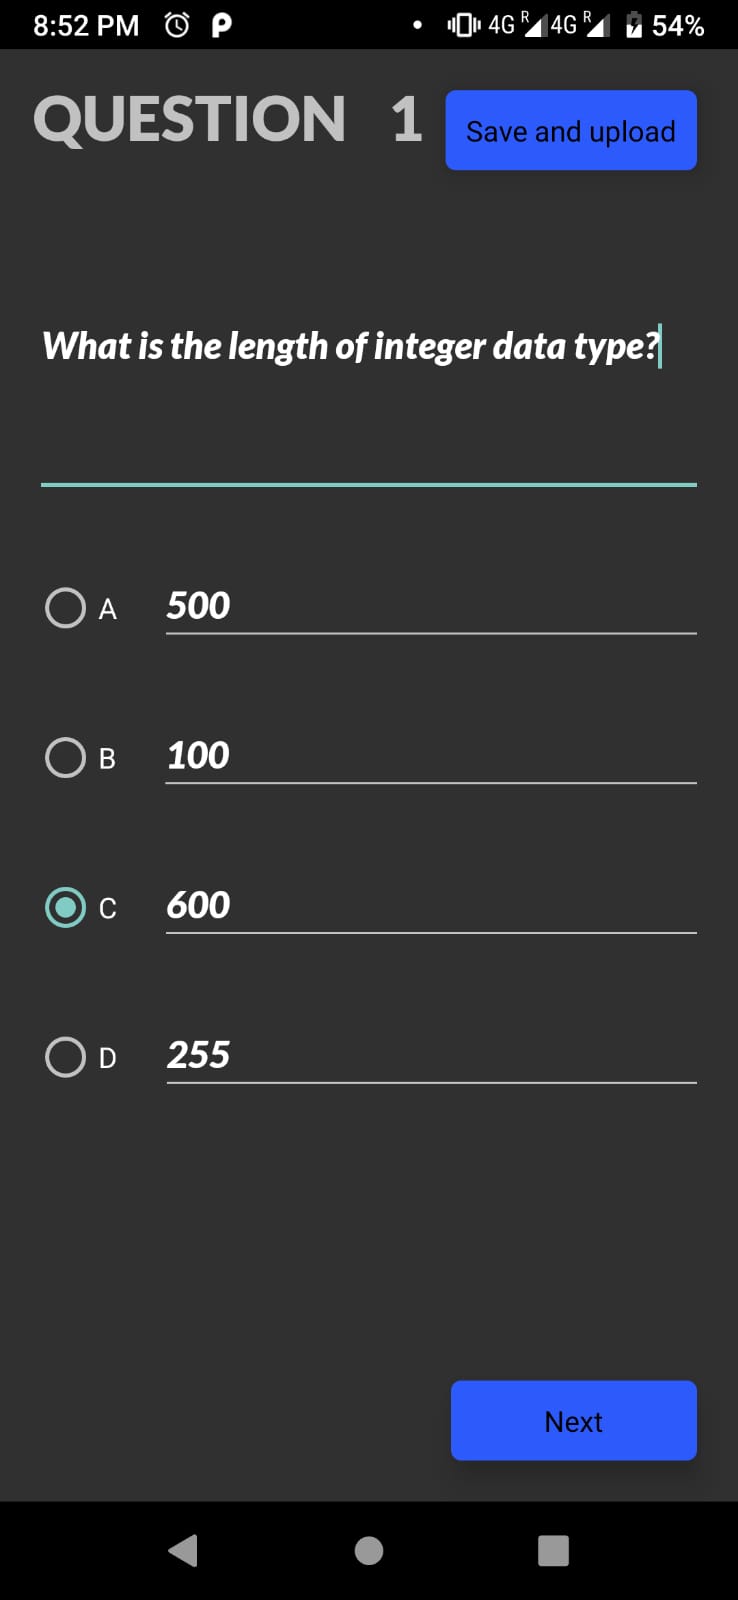 8:52 PM 4G R 4G R 54%
QUESTION 1 Save and upload
What is the length of integer data type?
A 500
B 100
C 600
D 255
Next